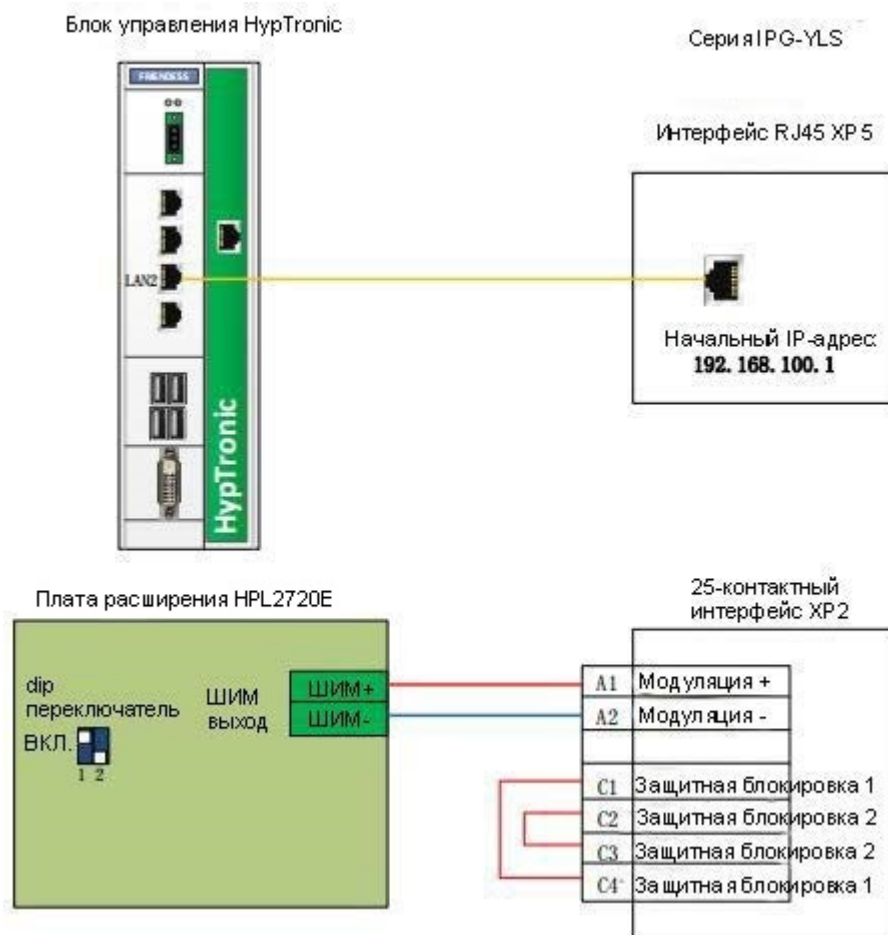 Блок управления HypTronic
Серия IPG-YLS
FRIENDESS
Интерфейс RJ45 XP5
LAN2
Начальный IP-адрес:
192. 168. 100. 1
HypTronic
Плата расширения HPL2720E
25-контактный
интерфейс XP2
dip
переключатель
ВКЛ.
1 2
ШИМ
выход
ШИМ+
ШИМ-
A1 Модуляция +
A2 Модуляция -
C1 Защитная блокировка 1
C2 Защитная блокировка 2
C3 Защитная блокировка 2
C4 Защитная блокировка 1